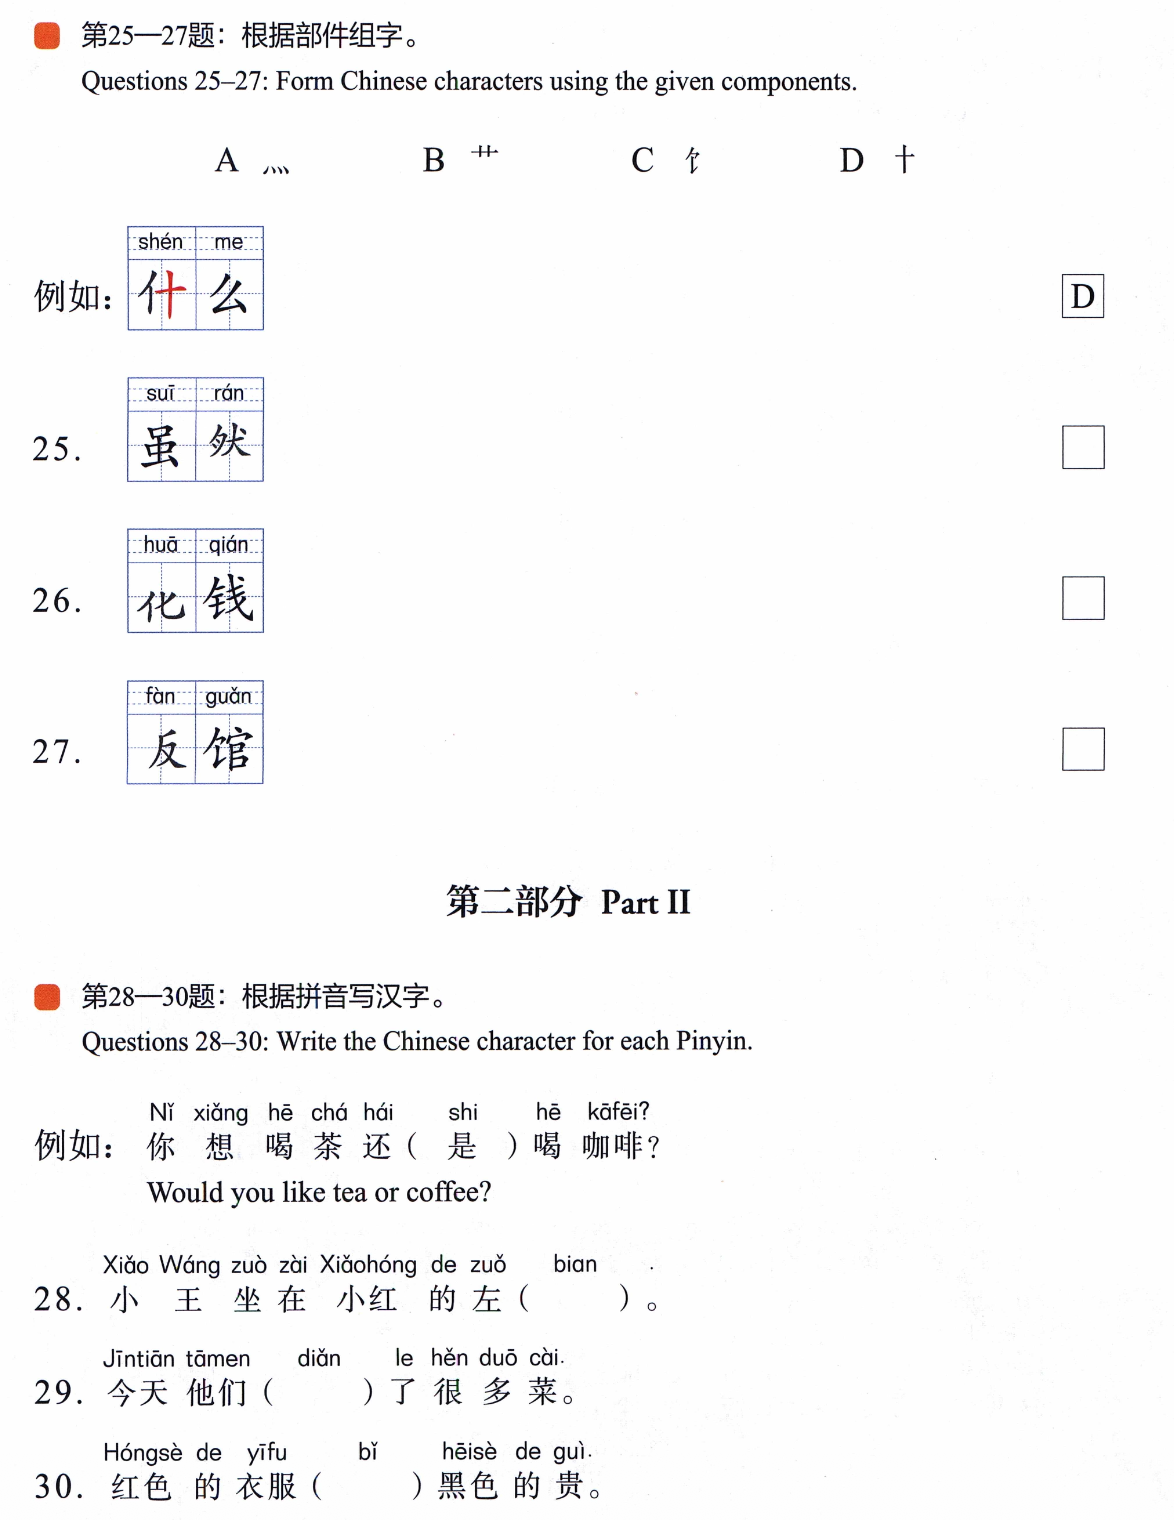 第25—27题：根据部件组字。
Questions 25–27: Form Chinese characters using the given components.
A 灬 B 艹 C 饣 D 十
shén me
例如： 什么 D
suī rán
25. 虽
huā qián
26. 化钱
fàn guǎn
27. 反馆
第二部分 Part II
第28—30题：根据拼音写汉字。
Questions 28–30: Write the Chinese character for each Pinyin.
Nǐ xiǎng hē chá hái shi hē kāfēi?
例如： 你 想 喝 茶 还（ 是 ）喝 咖啡？
Would you like tea or coffee?
Xiǎo Wáng zuò zài Xiǎohóng de zuǒ bian .
28. 小 王 坐 在 小红 的 左（ ）。
Jīntiān tāmen diǎn le hěn duō cài.
29. 今天 他们（ ）了 很 多 菜。
Hóngsè de yīfu bǐ hēisè de guì.
30. 红色 的 衣服（ ）黑色 的 贵。